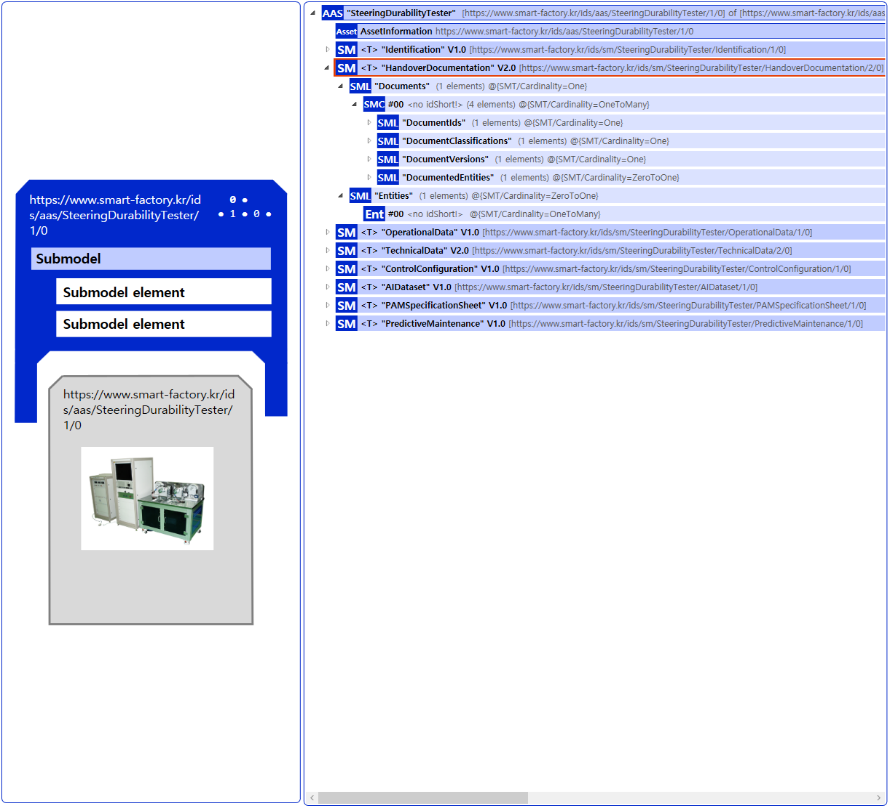 https://www.smart-factory.kr/id
s/aas/SteeringDurabilityTester/
1/0
0
1 0
Submodel
Submodel element
Submodel element
https://www.smart-factory.kr/id
s/aas/SteeringDurabilityTester/
1/0
AAS "SteeringDurabilityTester" [https://www.smart-factory.kr/ids/aas/SteeringDurabilityTester/1/0] of [https://www.smart-factory.kr/ids/aas
Asset AssetInformation https://www.smart-factory.kr/ids/aas/SteeringDurabilityTester/1/0
SM <T> "Identification" V1.0 [https://www.smart-factory.kr/ids/sm/SteeringDurabilityTester/Identification/1/0]
SM <T> "HandoverDocumentation" V2.0 [https://www.smart-factory.kr/ids/sm/SteeringDurabilityTester/HandoverDocumentation/2/0]
SML "Documents" (1 elements) @{SMT/Cardinality=One}
SMC #00 <no idShort!> (4 elements) @{SMT/Cardinality=OneToMany}
SML "DocumentIds" (1 elements) @{SMT/Cardinality=One}
SML "DocumentClassifications" (1 elements) @{SMT/Cardinality=One}
SML "DocumentVersions" (1 elements) @{SMT/Cardinality=One}
SML "DocumentedEntities" (1 elements) @{SMT/Cardinality=ZeroToOne}
SML "Entities" (1 elements) @{SMT/Cardinality=ZeroToOne}
Ent #00 <no idShort!> @{SMT/Cardinality=OneToMany}
SM <T> "OperationalData" V1.0 [https://www.smart-factory.kr/ids/sm/SteeringDurabilityTester/OperationalData/1/0]
SM <T> "TechnicalData" V2.0 [https://www.smart-factory.kr/ids/sm/SteeringDurabilityTester/TechnicalData/2/0]
SM <T> "ControlConfiguration" V1.0 [https://www.smart-factory.kr/ids/sm/SteeringDurabilityTester/ControlConfiguration/1/0]
SM <T> "AIDataset" V1.0 [https://www.smart-factory.kr/ids/sm/SteeringDurabilityTester/AIDataset/1/0]
SM <T> "PAMSpecificationSheet" V1.0 [https://www.smart-factory.kr/ids/sm/SteeringDurabilityTester/PAMSpecificationSheet/1/0]
SM <T> "PredictiveMaintenance" V1.0 [https://www.smart-factory.kr/ids/sm/SteeringDurabilityTester/PredictiveMaintenance/1/0]